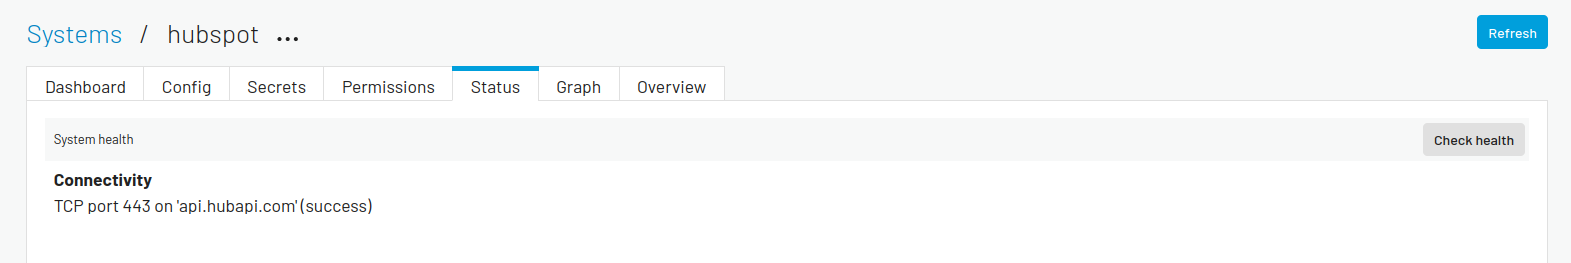 Systems / hubspot ...
Refresh
Dashboard Config Secrets Permissions Status Graph Overview
System health
Check health
Connectivity
TCP port 443 on 'api.hubapi.com' (success)